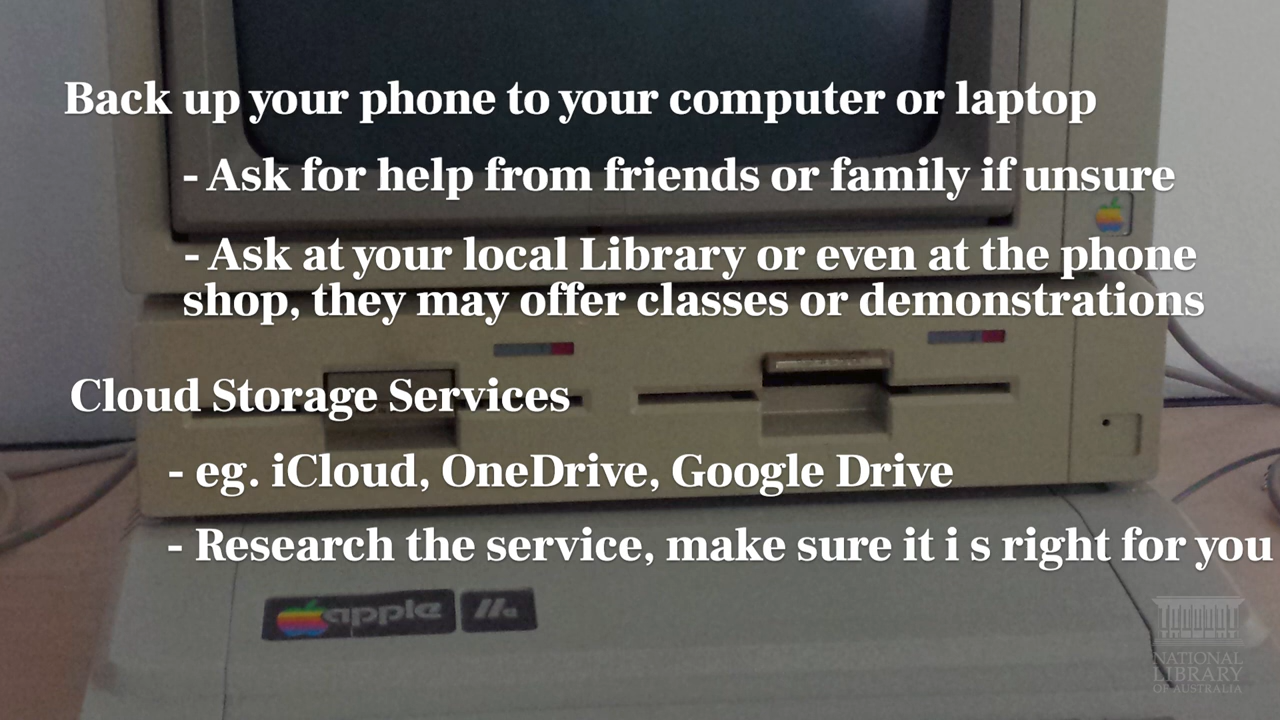 Back up your phone to your computer or laptop
- Ask for help from friends or family if unsure
- Ask at your local Library or even at the phone
shop, they may offer classes or demonstrations
Cloud Storage Services
- eg. iCloud, OneDrive, Google Drive
- Research the service, make sure it i s right for you
apple //e
NATIONAL
LIBRARY
OF AUSTRALIA